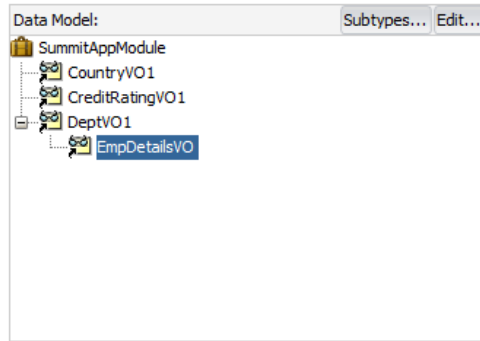 Data Model: Subtypes... Edit...
SummitAppModule
CountryVO1
CreditRatingVO1
DeptVO1
EmpDetailsVO